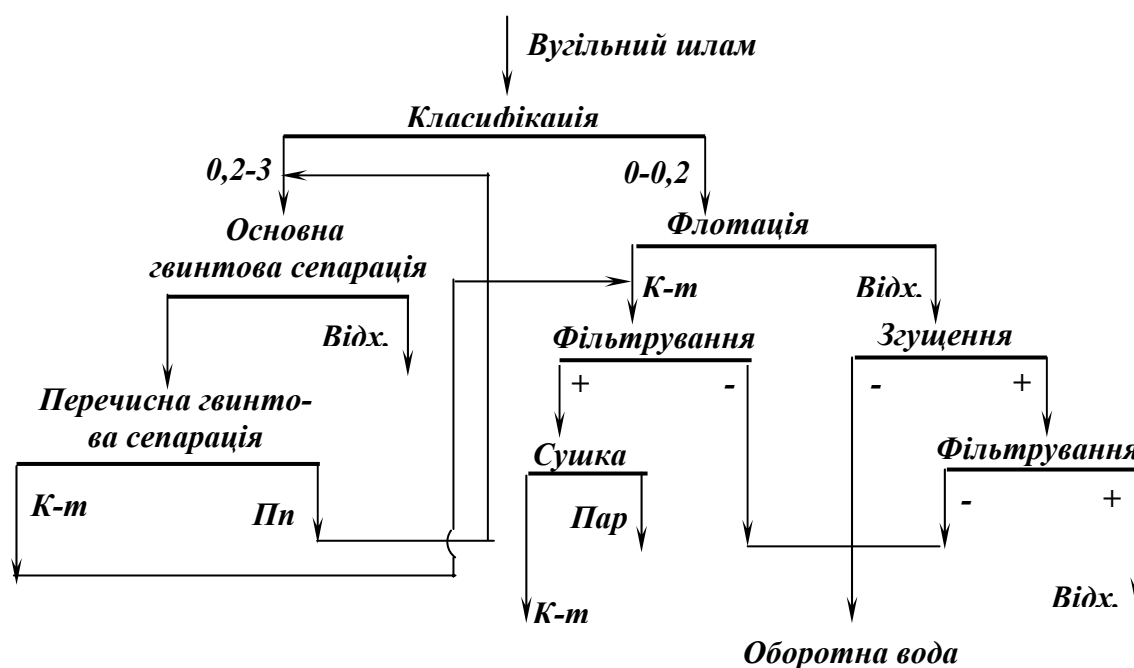 Вугільний шлам
Класифікація
0,2-3
0-0,2
Основна
гвинтова сепарація
Флотація
К-т
Відх.
Відх.
Фільтрування
Згущення
+
-
-
+
Перечисна гвинто-
ва сепарація
Сушка
Фільтрування
К-т
Пп
Пар
-
+
К-т
Відх.
Оборотна вода